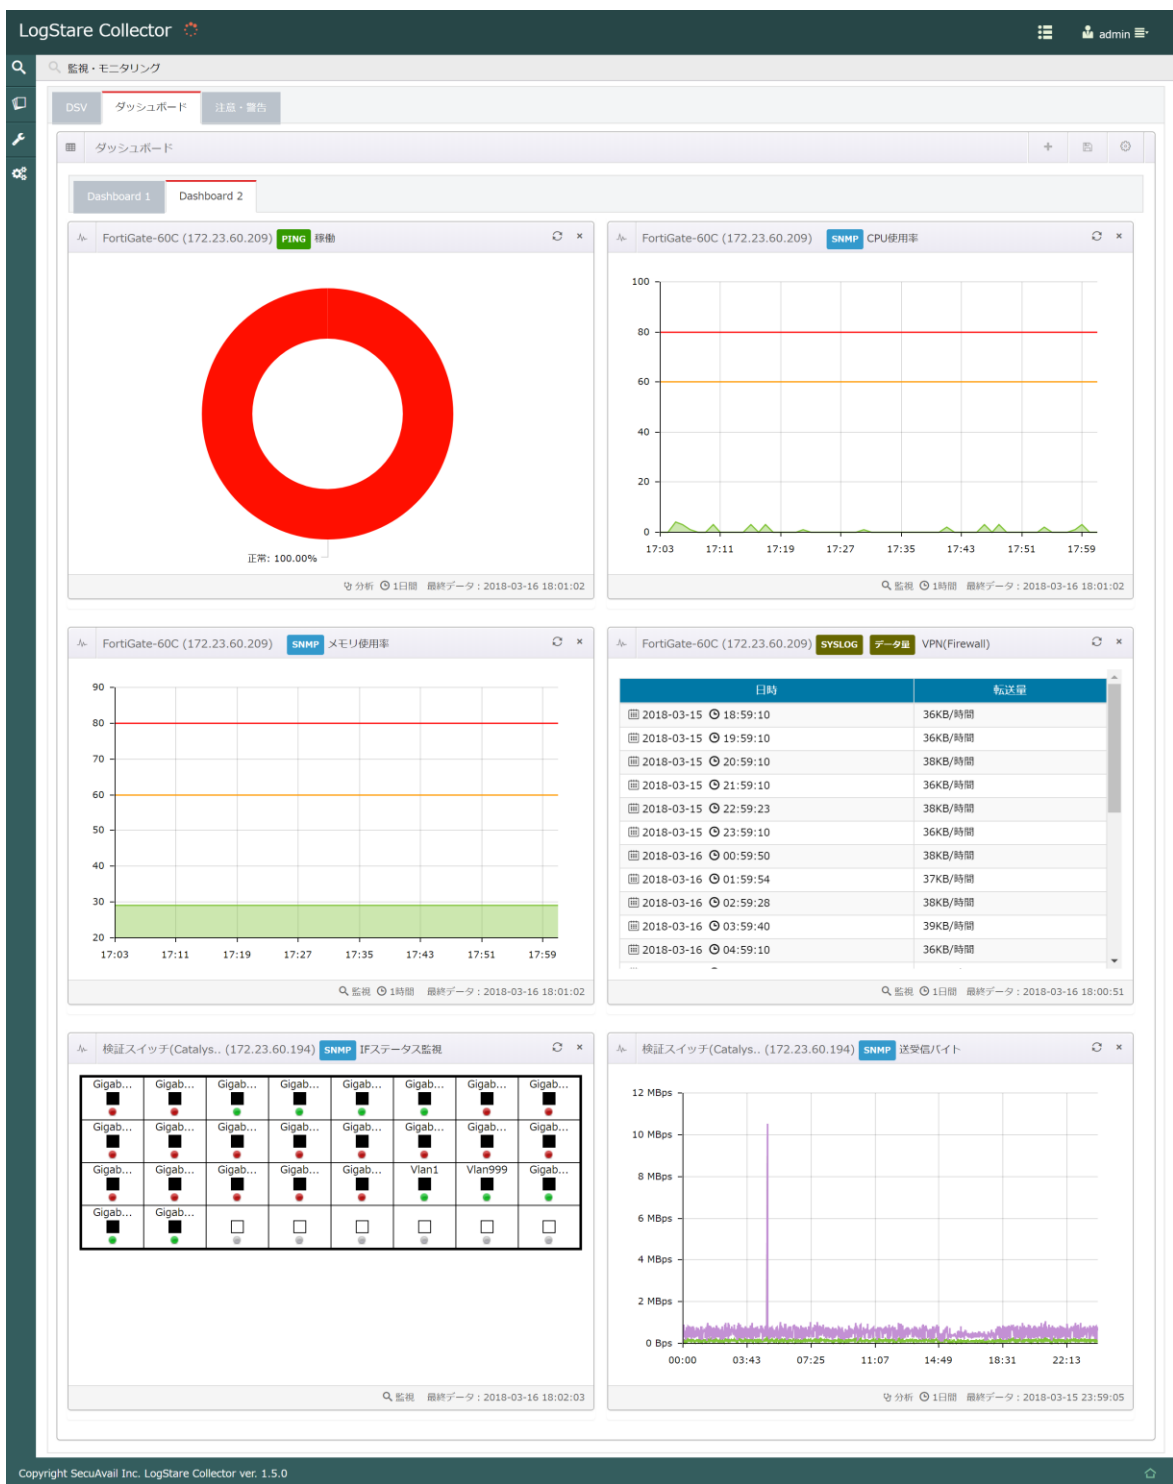 LogStare Collector
admin
監視・モニタリング
DSV ダッシュボード 注意・警告
ダッシュボード
Dashboard 1 Dashboard 2
FortiGate-60C (172.23.60.209) PING 稼働
正常: 100.00%
分析 1日間 最終データ : 2018-03-16 18:01:02
FortiGate-60C (172.23.60.209) SNMP CPU使用率
100
80
60
40
20
0
17:03 17:11 17:19 17:27 17:35 17:43 17:51 17:59
監視 1時間 最終データ : 2018-03-16 18:01:02
FortiGate-60C (172.23.60.209) SNMP メモリ使用率
90
80
70
60
50
40
30
20
17:03 17:11 17:19 17:27 17:35 17:43 17:51 17:59
監視 1時間 最終データ : 2018-03-16 18:01:02
FortiGate-60C (172.23.60.209) SYSLOG データ量 VPN(Firewall)
日時 転送量
2018-03-15 18:59:10 36KB/時間
2018-03-15 19:59:10 36KB/時間
2018-03-15 20:59:10 38KB/時間
2018-03-15 21:59:10 36KB/時間
2018-03-15 22:59:23 38KB/時間
2018-03-15 23:59:10 36KB/時間
2018-03-16 00:59:50 38KB/時間
2018-03-16 01:59:54 37KB/時間
2018-03-16 02:59:28 38KB/時間
2018-03-16 03:59:40 39KB/時間
2018-03-16 04:59:10 36KB/時間
監視 1日間 最終データ : 2018-03-16 18:00:51
検証スイッチ(Catalys.. (172.23.60.194) SNMP IFステータス監視
Gigab... Gigab... Gigab... Gigab... Gigab... Gigab... Gigab... Gigab...
Gigab... Gigab... Gigab... Gigab... Gigab... Gigab... Gigab... Gigab...
Gigab... Gigab... Gigab... Gigab... Gigab... Vlan1 Vlan999 Gigab...
Gigab... Gigab...
監視 最終データ : 2018-03-16 18:02:03
検証スイッチ(Catalys.. (172.23.60.194) SNMP 送受信バイト
12 MBps
10 MBps
8 MBps
6 MBps
4 MBps
2 MBps
0 Bps
00:00 03:43 07:25 11:07 14:49 18:31 22:13
分析 1日間 最終データ : 2018-03-15 23:59:05
Copyright SecuAvail Inc. LogStare Collector ver. 1.5.0